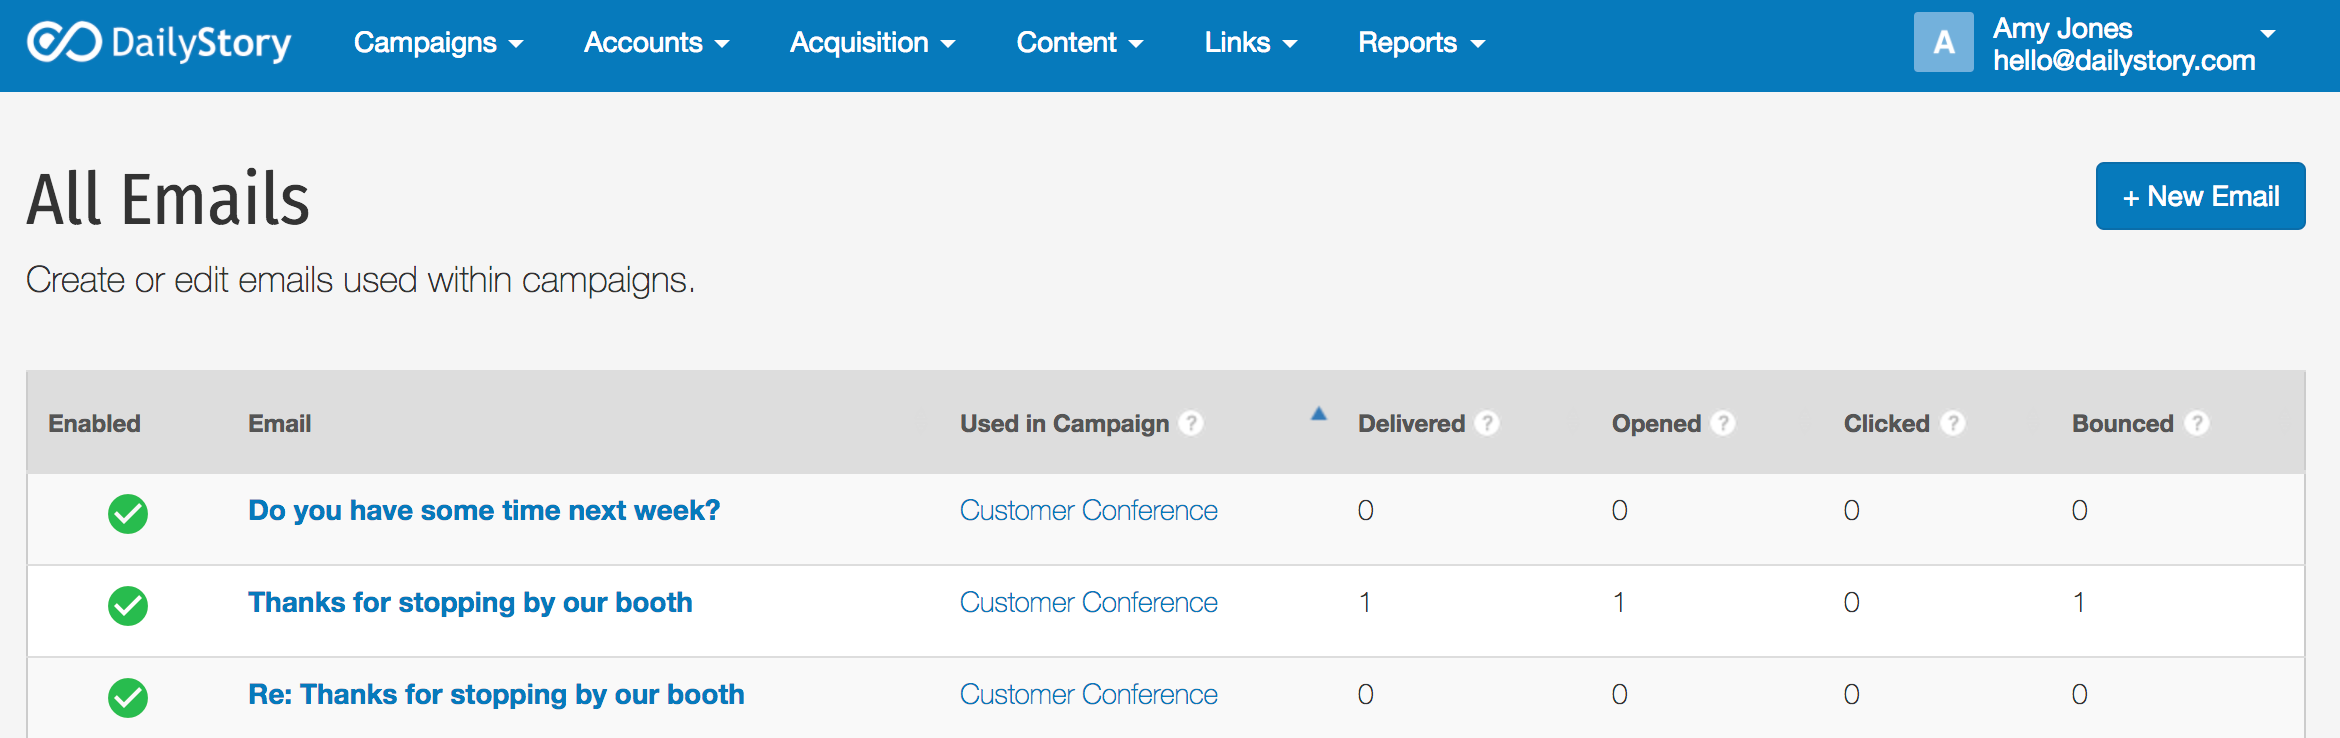 DailyStory Campaigns Accounts Acquisition Content Links Reports A Amy Jones
hello@dailystory.com
All Emails
+ New Email
Create or edit emails used within campaigns.
Enabled Email Used in Campaign ? Delivered ? Opened ? Clicked ? Bounced ?
Do you have some time next week? Customer Conference 0 0 0 0
Thanks for stopping by our booth Customer Conference 1 1 0 1
Re: Thanks for stopping by our booth Customer Conference 0 0 0 0